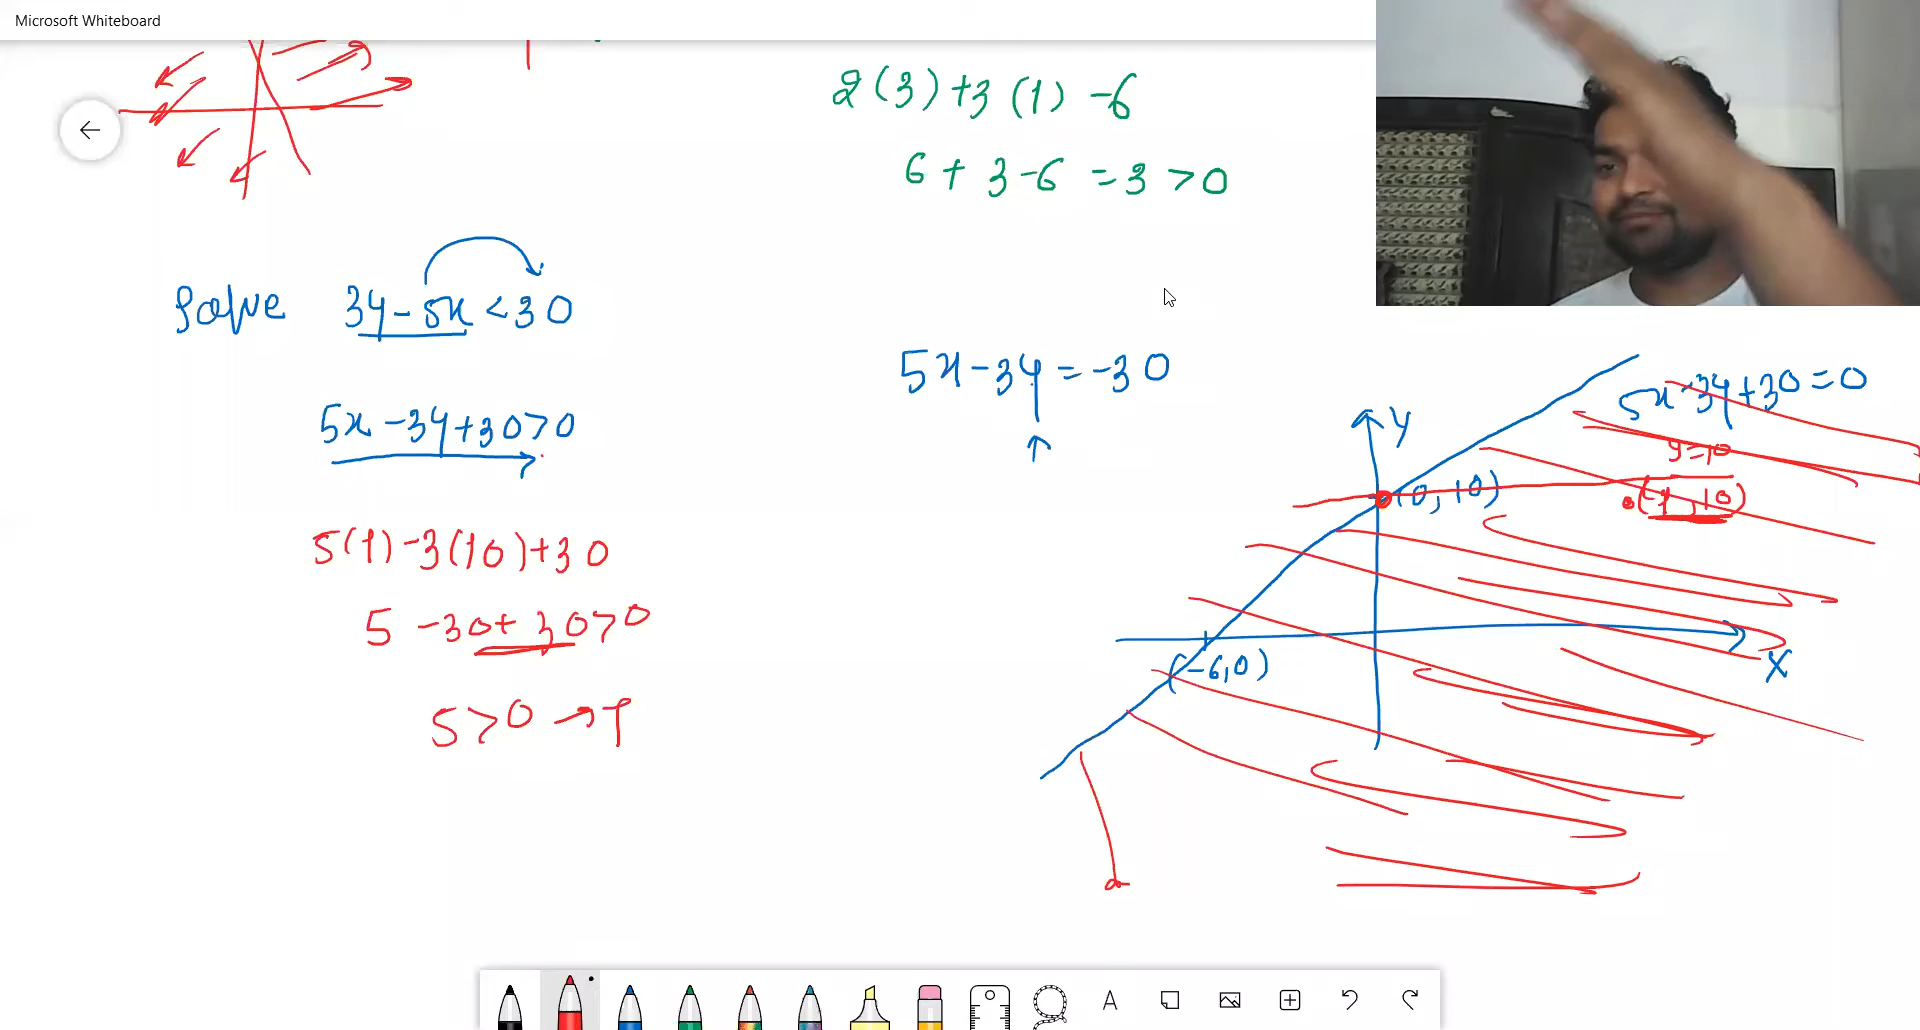 Microsoft Whiteboard
2(3)+3(1)-6
6+3-6=3>0
Solve 3y-5x<30
5x-3y+30>0
5(1)-3(10)+30
5-30+30>0
5>0→T
5x-3y=-30
5x-3y+30=0
y=10
(1,10)
Y
(0,10)
(-6,0)
X
A